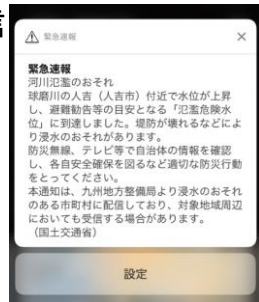 信
緊急速報
緊急速報
河川氾濫のおそれ
球磨川の人吉（人吉市）付近で水位が上昇
し、避難勧告等の目安となる「氾濫危険水
位」に到達しました。堤防が壊れるなどによ
り浸水のおそれがあります。
防災無線、テレビ等で自治体の情報を確認
し、各自安全確保を図るなど適切な防災行動
をとってください。
本通知は、九州地方整備局より浸水のおそれ
のある市町村に配信しており、対象地域周辺
においても受信する場合があります。
（国土交通省）
設定